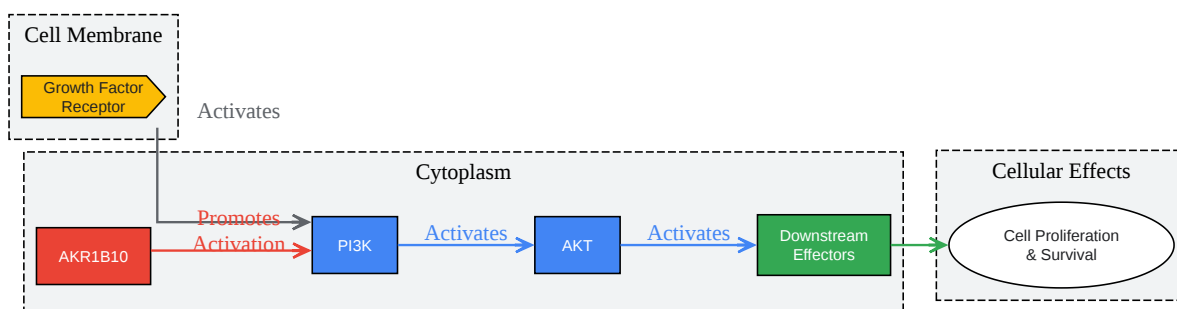 Cell Membrane
Growth Factor
Receptor
Activates
Cytoplasm
Cellular Effects
Promotes
Activation
AKR1B10
PI3K
Activates
AKT
Activates
Downstream
Effectors
Cell Proliferation
& Survival